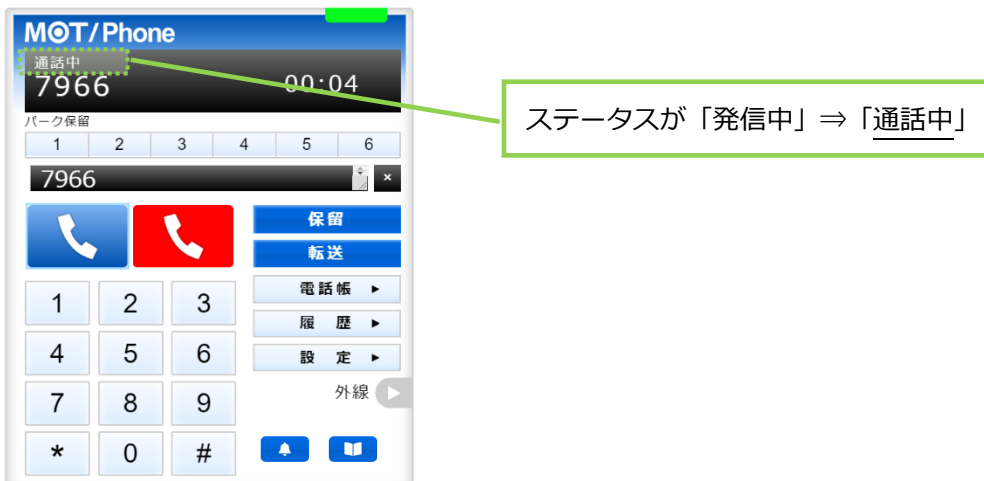 MOT/Phone
通話中
7966 00:04
パーク保留
1 2 3 4 5 6
7966 ×
保留
転送
電話帳 ▶
履 歴 ▶
設 定 ▶
外線
1 2 3
4 5 6
7 8 9
* 0 #
ステータスが「発信中」⇒「通話中」